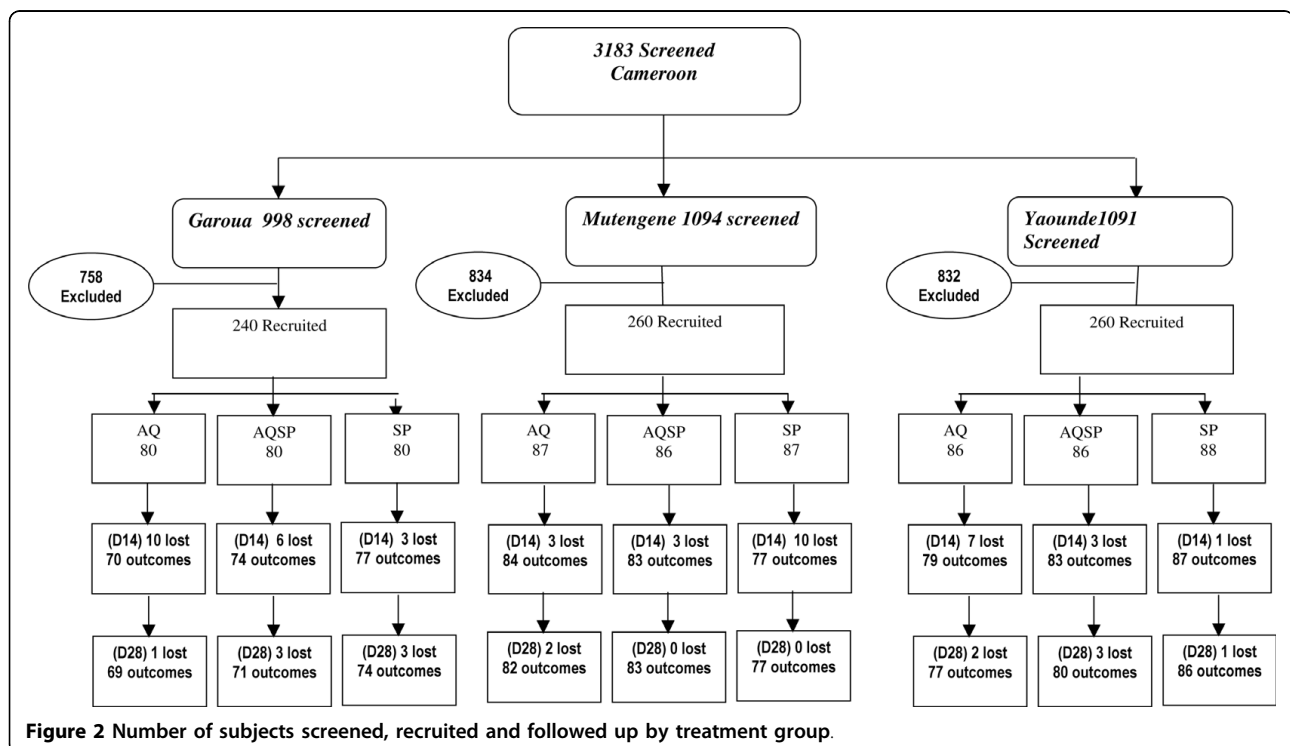 3183 Screened
Cameroon
Garoua 998 screened
Mutengene 1094 screened
Yaounde1091
Screened
758
Excluded
834
Excluded
832
Excluded
240 Recruited
260 Recruited
260 Recruited
AQ
80
AQSP
80
SP
80
AQ
87
AQSP
86
SP
87
AQ
86
AQSP
86
SP
88
(D14) 10 lost
70 outcomes
(D14) 6 lost
74 outcomes
(D14) 3 lost
77 outcomes
(D14) 3 lost
84 outcomes
(D14) 3 lost
83 outcomes
(D14) 10 lost
77 outcomes
(D14) 7 lost
79 outcomes
(D14) 3 lost
83 outcomes
(D14) 1 lost
87 outcomes
(D28) 1 lost
69 outcomes
(D28) 3 lost
71 outcomes
(D28) 3 lost
74 outcomes
(D28) 2 lost
82 outcomes
(D28) 0 lost
83 outcomes
(D28) 0 lost
77 outcomes
(D28) 2 lost
77 outcomes
(D28) 3 lost
80 outcomes
(D28) 1 lost
86 outcomes
Figure 2 Number of subjects screened, recruited and followed up by treatment group.